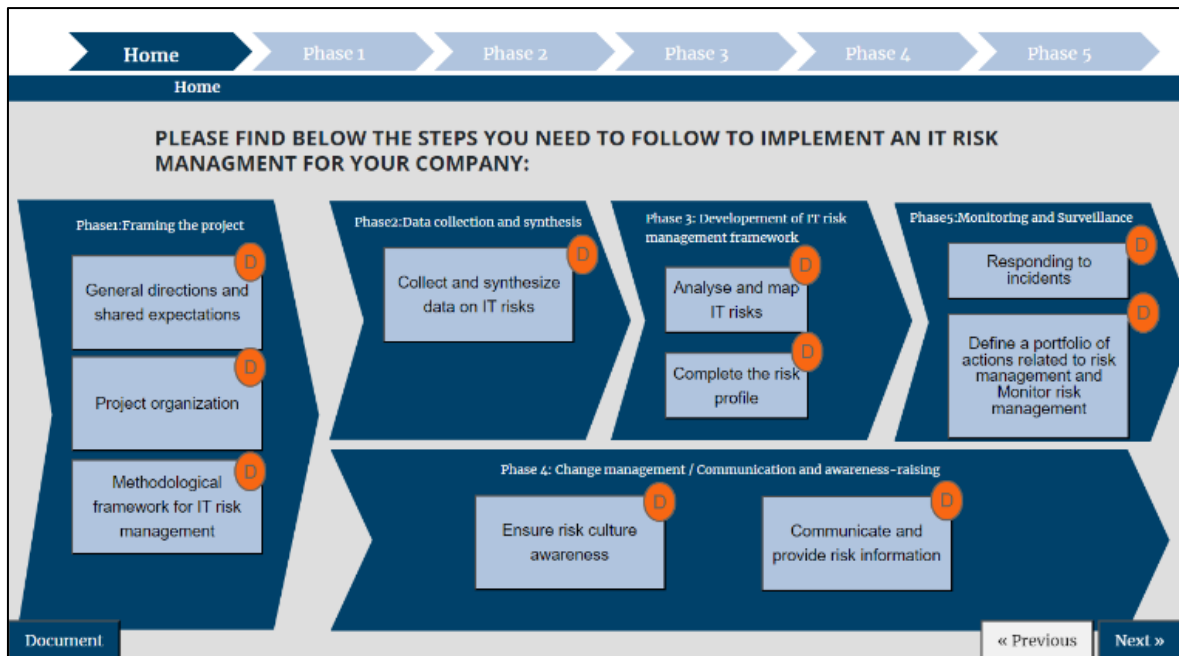 Home
Phase 1
Phase 2
Phase 3
Phase 4
Phase 5
Home
PLEASE FIND BELOW THE STEPS YOU NEED TO FOLLOW TO IMPLEMENT AN IT RISK
MANAGMENT FOR YOUR COMPANY:
Phase1:Framing the project
D
General directions and
shared expectations
D
Project organization
D
Methodological
framework for IT risk
management
Phase2:Data collection and synthesis
D
Collect and synthesize
data on IT risks
Phase 3: Developement of IT risk
management framework
D
Analyse and map
IT risks
D
Complete the risk
profile
Phase5:Monitoring and Surveillance
D
Responding to
incidents
D
Define a portfolio of
actions related to risk
management and
Monitor risk
management
Phase 4: Change management / Communication and awareness-raising
D
Ensure risk culture
awareness
D
Communicate and
provide risk information
Document
« Previous
Next »